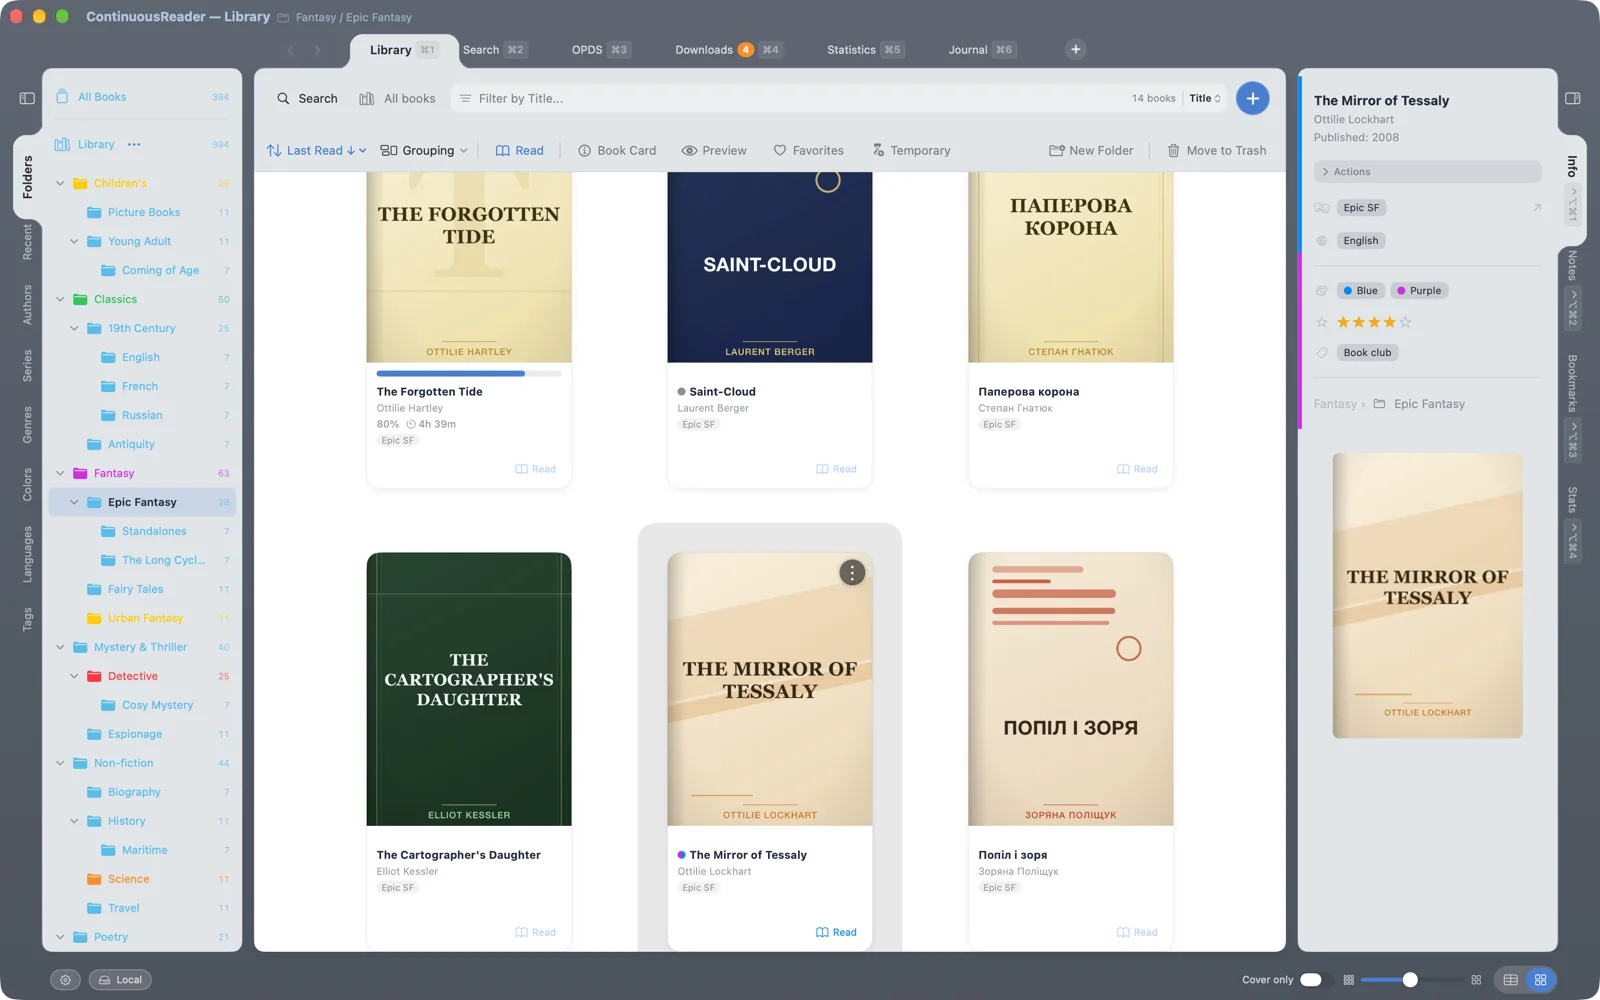 ContinuousReader — Library Fantasy / Epic Fantasy
Library ⌘1 Search ⌘2 OPDS ⌘3 Downloads 4 ⌘4 Statistics ⌘5 Journal ⌘6 +
Folders
Recent
Authors
Series
Genres
Colors
Languages
Tags
All Books 394
Library ••• 394
Children's 29
Picture Books 11
Young Adult 11
Coming of Age 7
Classics 50
19th Century 25
English 7
French 7
Russian 7
Antiquity 7
Fantasy 63
Epic Fantasy 28
Standalones 7
The Long Cycl... 7
Fairy Tales 11
Urban Fantasy 11
Mystery & Thriller 40
Detective 25
Cosy Mystery 7
Espionage 11
Non-fiction 44
Biography 7
History 11
Maritime 7
Science 11
Travel 11
Poetry 21
Search All books Filter by Title... 14 books Title
Last Read Grouping Read Book Card Preview Favorites Temporary New Folder Move to Trash
T
THE FORGOTTEN
TIDE
OTTILIE HARTLEY
The Forgotten Tide
Ottilie Hartley
80% 4h 39m
Epic SF
Read
SAINT-CLOUD
LAURENT BERGER
Saint-Cloud
Laurent Berger
Epic SF
Read
ПАПЕРОВА
КОРОНА
СТЕПАН ГНАТЮК
Паперова корона
Степан Гнатюк
Epic SF
Read
THE
CARTOGRAPHER'S
DAUGHTER
ELLIOT KESSLER
The Cartographer's Daughter
Elliot Kessler
Epic SF
Read
THE MIRROR OF
TESSALY
OTTILIE LOCKHART
The Mirror of Tessaly
Ottilie Lockhart
Epic SF
Read
ПОПІЛ І ЗОРЯ
ЗОРЯНА ПОЛІЩУК
Попіл і зоря
Зоряна Поліщук
Epic SF
Read
The Mirror of Tessaly
Ottilie Lockhart
Published: 2008
Actions
Epic SF
English
Blue Purple
Book club
Fantasy › Epic Fantasy
THE MIRROR OF
TESSALY
OTTILIE LOCKHART
Info ^⌥⌘1
Notes ^⌥⌘2
Bookmarks ^⌥⌘3
Stats ^⌥⌘4
Local
Cover only